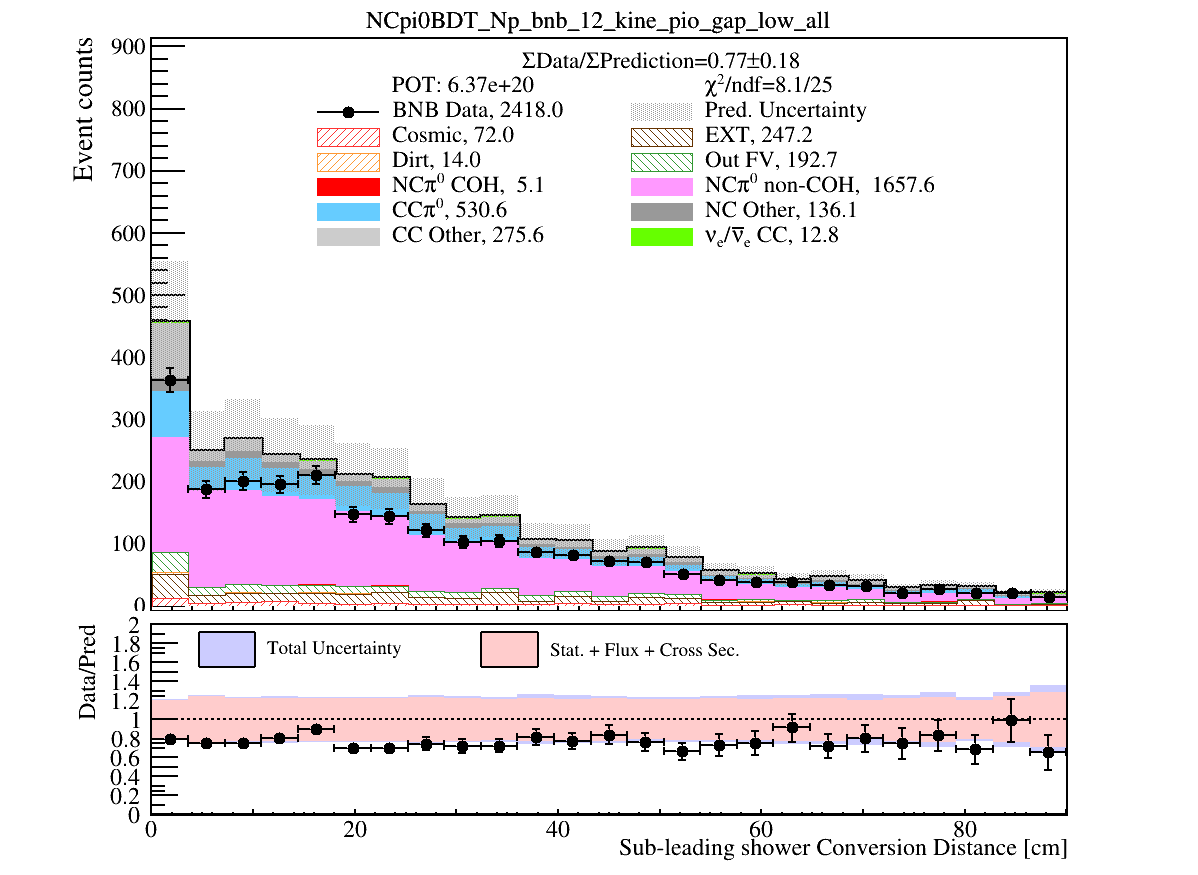 NCpi0BDT_Np_bnb_12_kine_pio_gap_low_all
ΣData/ΣPrediction=0.77±0.18
POT: 6.37e+20
χ²/ndf=8.1/25
BNB Data, 2418.0
Pred. Uncertainty
Cosmic, 72.0
EXT, 247.2
Dirt, 14.0
Out FV, 192.7
NCπ⁰ COH, 5.1
NCπ⁰ non-COH, 1657.6
CCπ⁰, 530.6
NC Other, 136.1
CC Other, 275.6
νₑ/ν̅ₑ CC, 12.8
Event counts
900
800
700
600
500
400
300
200
100
0
Data/Pred
2
1.8
1.6
1.4
1.2
1
0.8
0.6
0.4
0.2
0
Total Uncertainty
Stat. + Flux + Cross Sec.
0 20 40 60 80
Sub-leading shower Conversion Distance [cm]